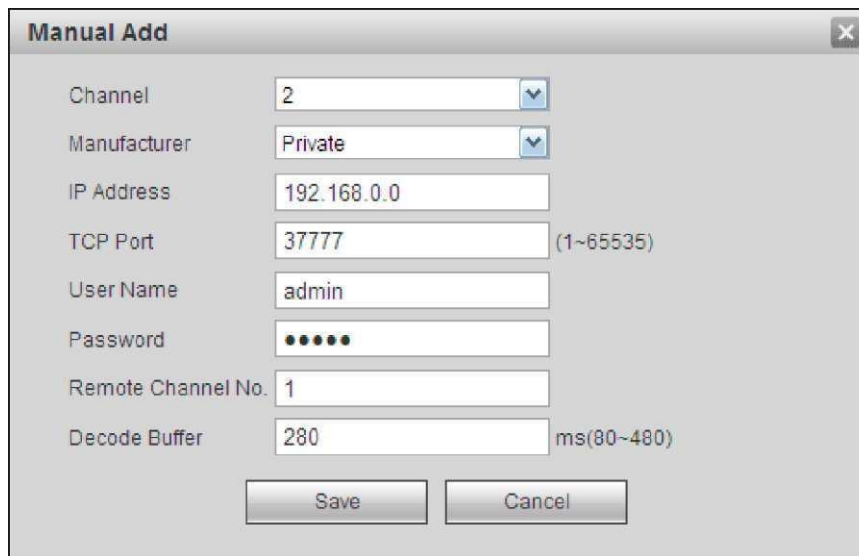 Manual Add
Channel 2
Manufacturer Private
IP Address 192.168.0.0
TCP Port 37777 (1~65535)
User Name admin
Password •••••
Remote Channel No. 1
Decode Buffer 280 ms(80~480)
Save Cancel